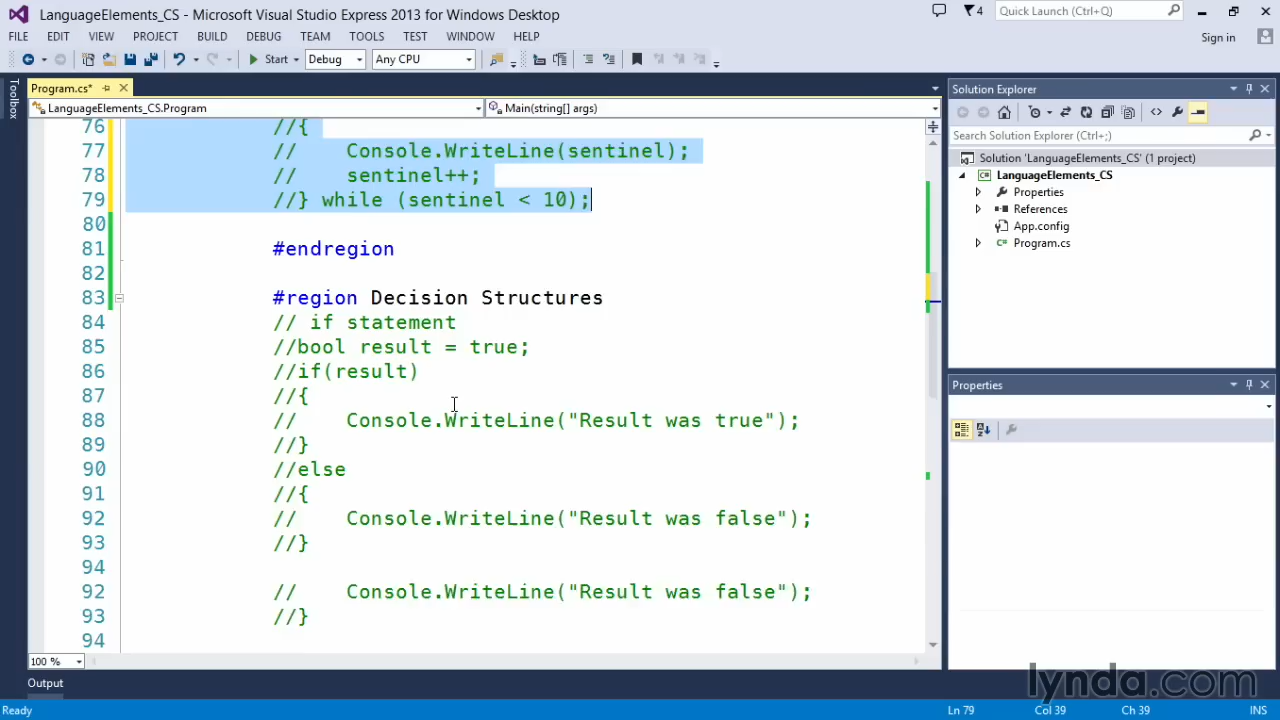 LanguageElements_CS - Microsoft Visual Studio Express 2013 for Windows Desktop
4
Quick Launch (Ctrl+Q)
FILE EDIT VIEW PROJECT BUILD DEBUG TEAM TOOLS TEST WINDOW HELP
Sign in
Start Debug Any CPU
Toolbox
Program.cs*
LanguageElements_CS.Program
Main(string[] args)
76 //{
77 //    Console.WriteLine(sentinel);
78 //    sentinel++;
79 //} while (sentinel < 10);
80
81 #endregion
82
83 #region Decision Structures
84 // if statement
85 //bool result = true;
86 //if(result)
87 //{
88 //    Console.WriteLine("Result was true");
89 //}
90 //else
91 //{
92 //    Console.WriteLine("Result was false");
93 //}
94
92 //    Console.WriteLine("Result was false");
93 //}
94
100 %
Output
Solution Explorer
Search Solution Explorer (Ctrl+;)
Solution 'LanguageElements_CS' (1 project)
LanguageElements_CS
Properties
References
App.config
Program.cs
Properties
lynda.com
Ready
Ln 79 Col 39 Ch 39 INS